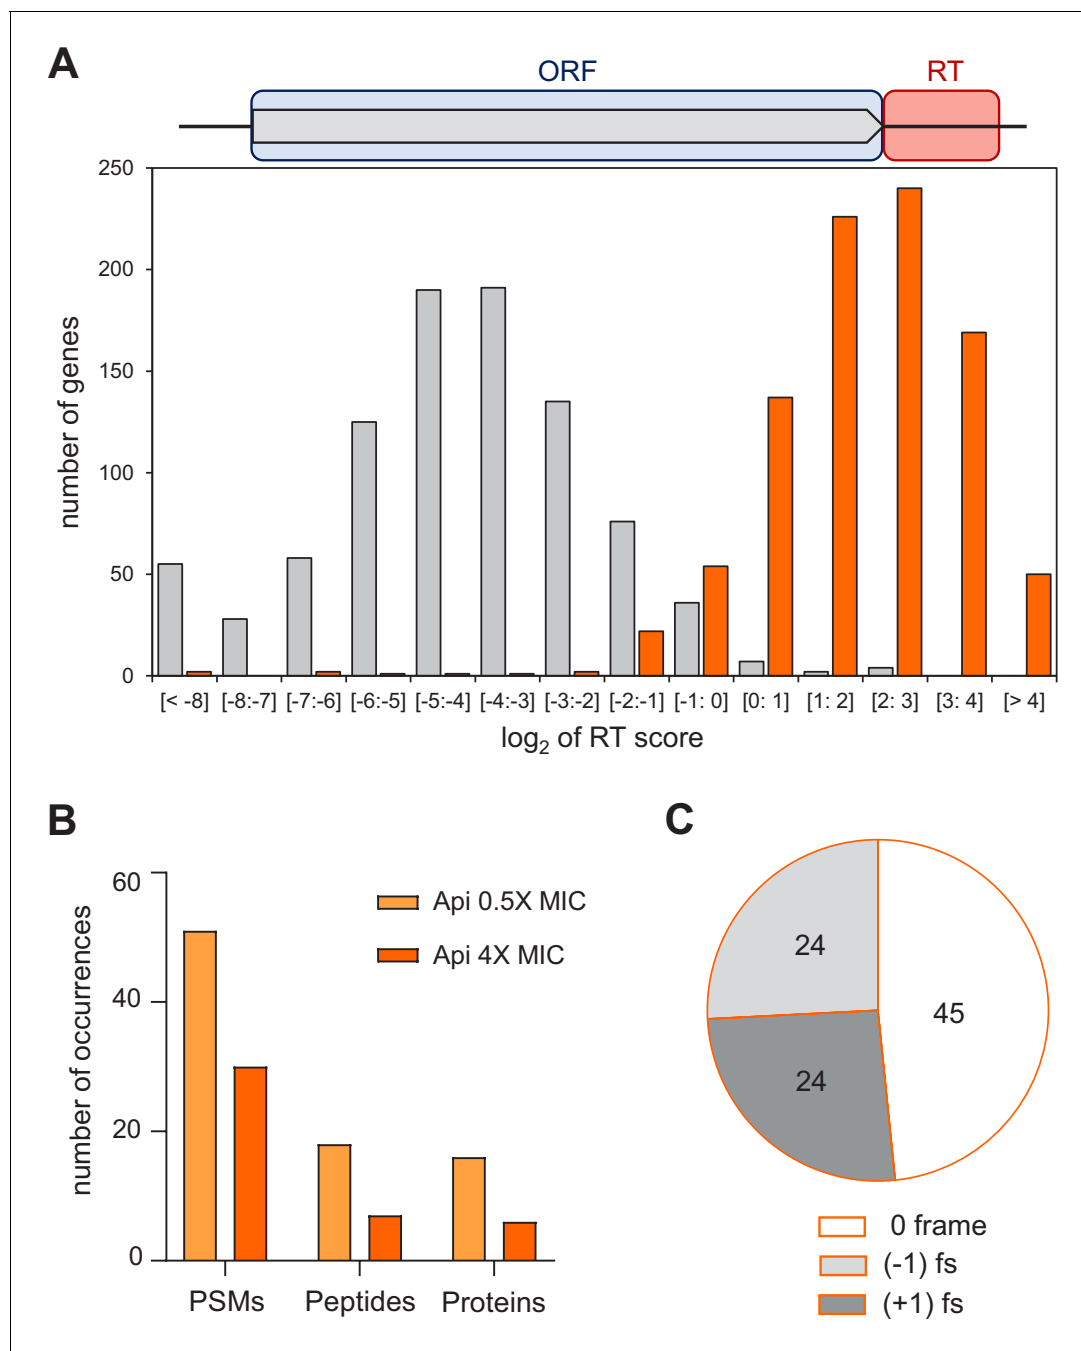 A
ORF RT
250
200
150
100
50
0
number of genes
[< -8] [-8:-7] [-7:-6] [-6:-5] [-5:-4] [-4:-3] [-3:-2] [-2:-1] [-1: 0] [0: 1] [1: 2] [2: 3] [3: 4] [> 4]
log2 of RT score
B
60
40
20
0
number of occurrences
Api 0.5X MIC
Api 4X MIC
PSMs Peptides Proteins
C
24
45
24
0 frame
(-1) fs
(+1) fs